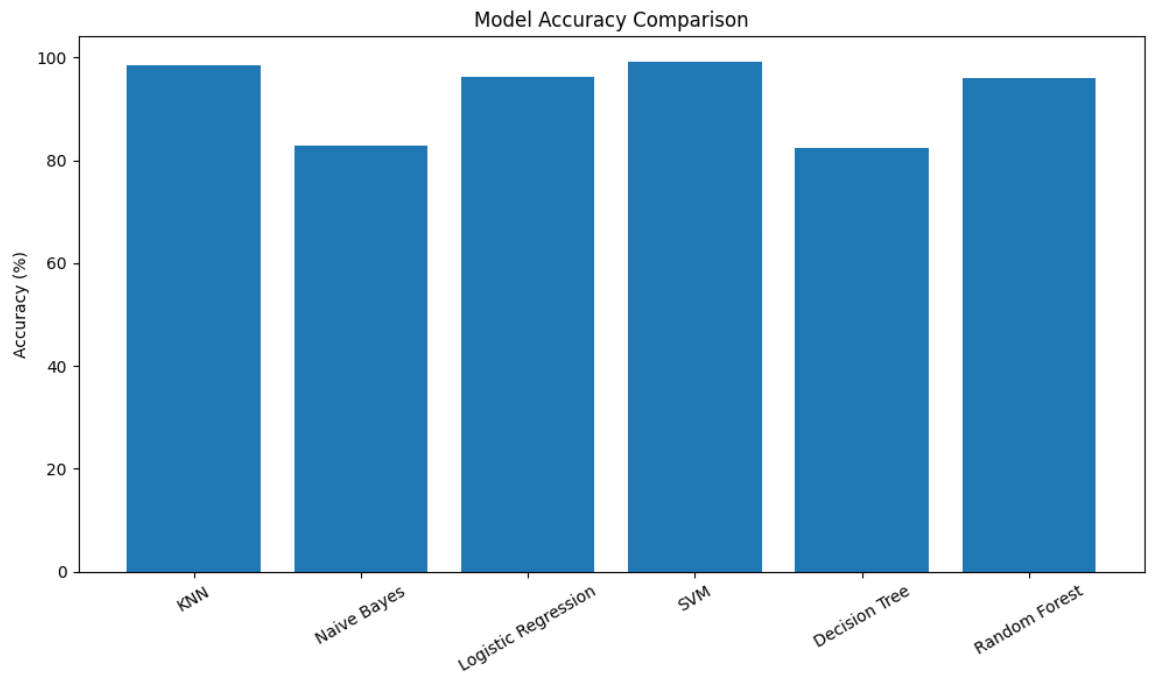 Model Accuracy Comparison
Accuracy (%)
100
80
60
40
20
0
KNN
Naive Bayes
Logistic Regression
SVM
Decision Tree
Random Forest